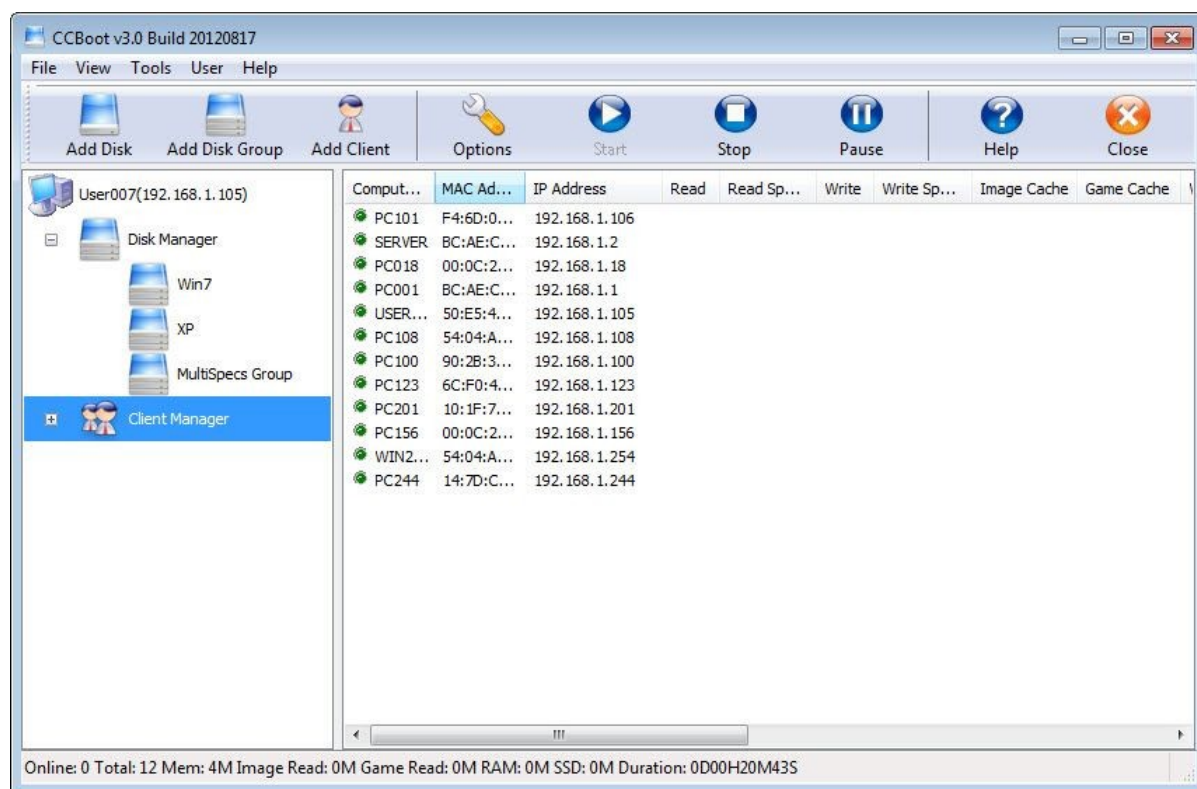 CCBoot v3.0 Build 20120817
File View Tools User Help
Add Disk Add Disk Group Add Client Options Start Stop Pause Help Close
User007(192.168.1.105)
Disk Manager
Win7
XP
MultiSpecs Group
Client Manager
Comput... MAC Ad... IP Address Read Read Sp... Write Write Sp... Image Cache Game Cache
PC101 F4:6D:0... 192.168.1.106
SERVER BC:AE:C... 192.168.1.2
PC018 00:0C:2... 192.168.1.18
PC001 BC:AE:C... 192.168.1.1
USER... 50:E5:4... 192.168.1.105
PC108 54:04:A... 192.168.1.108
PC100 90:2B:3... 192.168.1.100
PC123 6C:F0:4... 192.168.1.123
PC201 10:1F:7... 192.168.1.201
PC156 00:0C:2... 192.168.1.156
WIN2... 54:04:A... 192.168.1.254
PC244 14:7D:C... 192.168.1.244
Online: 0 Total: 12 Mem: 4M Image Read: 0M Game Read: 0M RAM: 0M SSD: 0M Duration: 0D00H20M43S